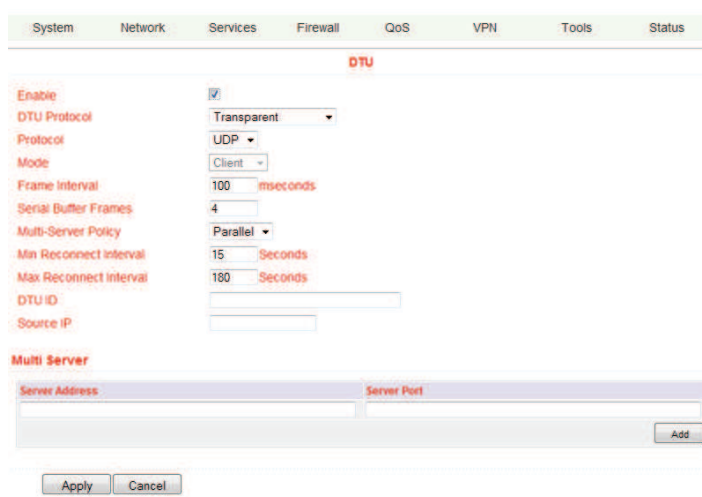 System Network Services Firewall QoS VPN Tools Status
DTU
Enable
DTU Protocol Transparent
Protocol UDP
Mode Client
Frame Interval 100 mseconds
Serial Buffer Frames 4
Multi-Server Policy Parallel
Min Reconnect Interval 15 Seconds
Max Reconnect Interval 180 Seconds
DTU ID
Source IP
Multi Server
Server Address Server Port
Add
Apply Cancel